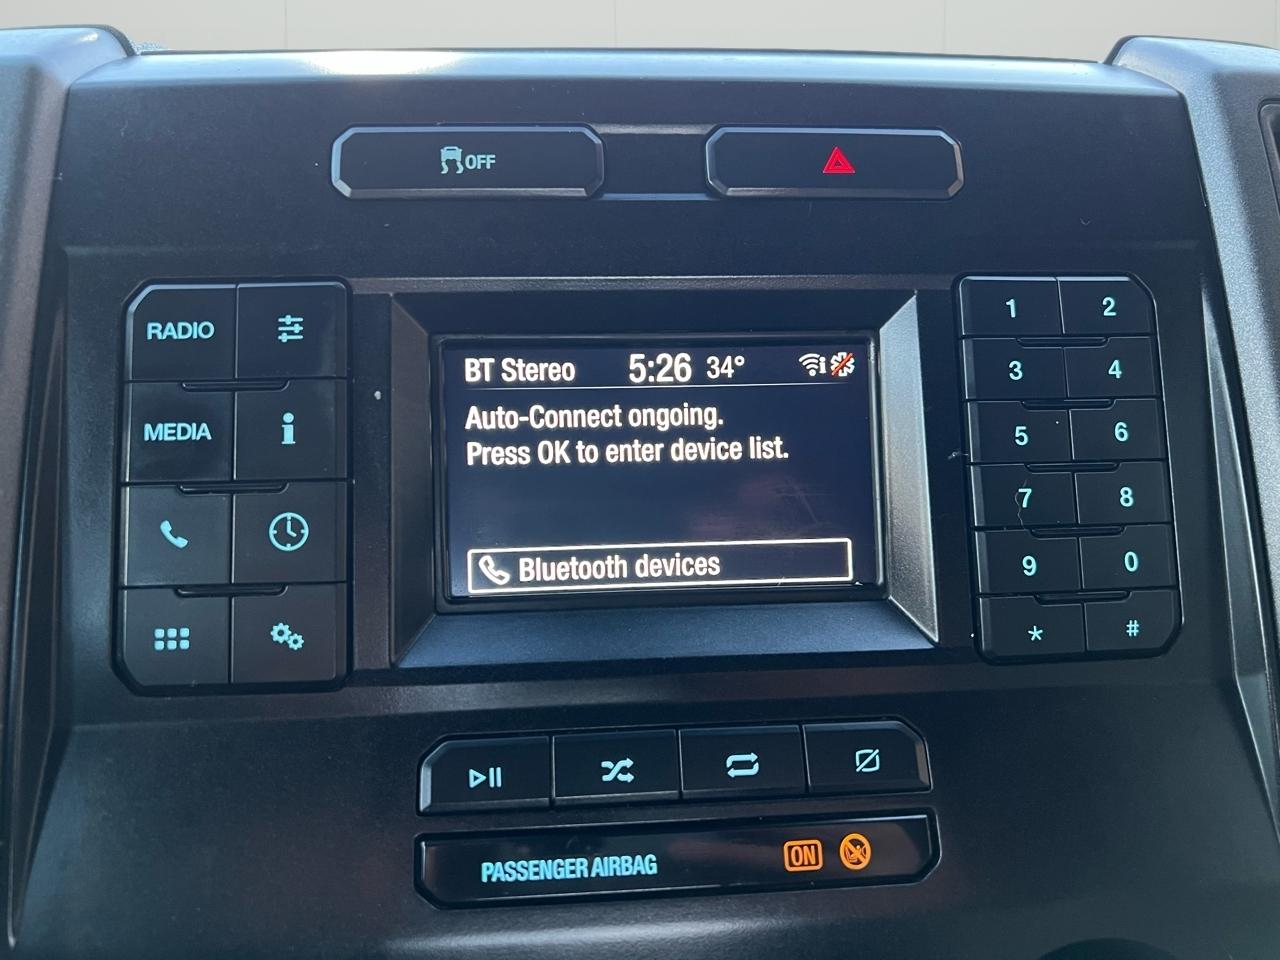 OFF
RADIO
MEDIA
BT Stereo 5:26 34°
Auto-Connect ongoing.
Press OK to enter device list.
Bluetooth devices
1 2
3 4
5 6
7 8
9 0
* #
PASSENGER AIRBAG ON